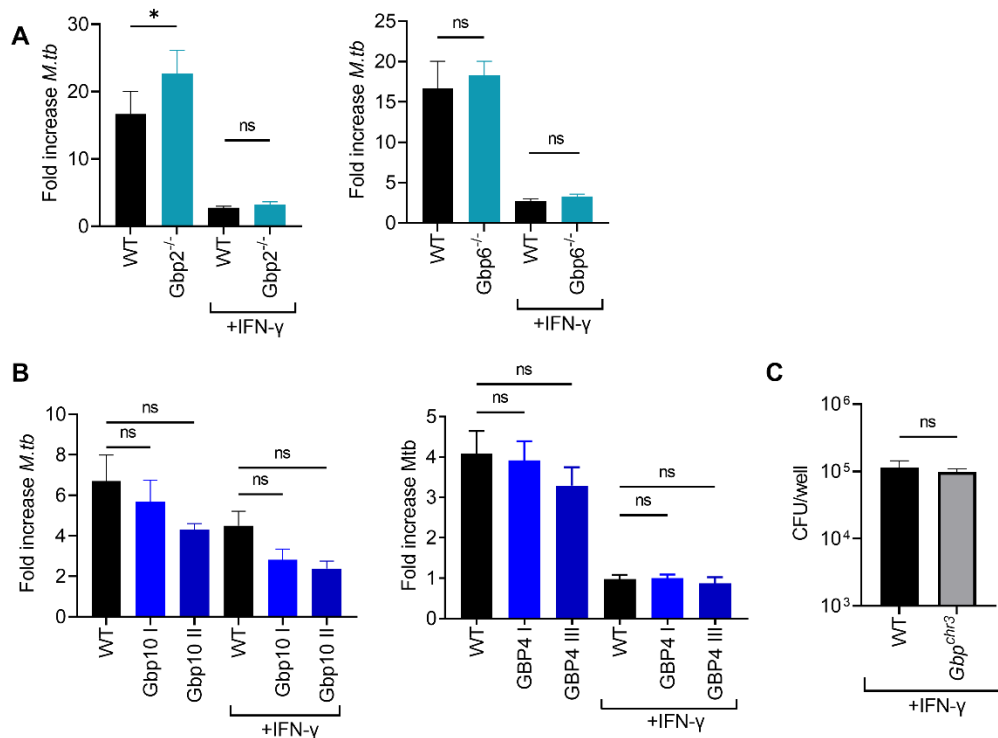 A
Fold increase M.tb
30
20
10
0
*
ns
WT
Gbp2-/-
WT
Gbp2-/-
+IFN-γ
Fold increase M.tb
25
20
15
10
5
0
ns
ns
WT
Gbp6-/-
WT
Gbp6-/-
+IFN-γ
B
Fold increase M.tb
10
8
6
4
2
0
ns
ns
ns
ns
WT
Gbp10 I
Gbp10 II
WT
Gbp10 I
Gbp10 II
+IFN-γ
Fold increase Mtb
5
4
3
2
1
0
ns
ns
ns
ns
WT
GBP4 I
GBP4 III
WT
GBP4 I
GBP4 III
+IFN-γ
C
CFU/well
10^6
10^5
10^4
10^3
ns
WT
Gbp^chr3
+IFN-γ